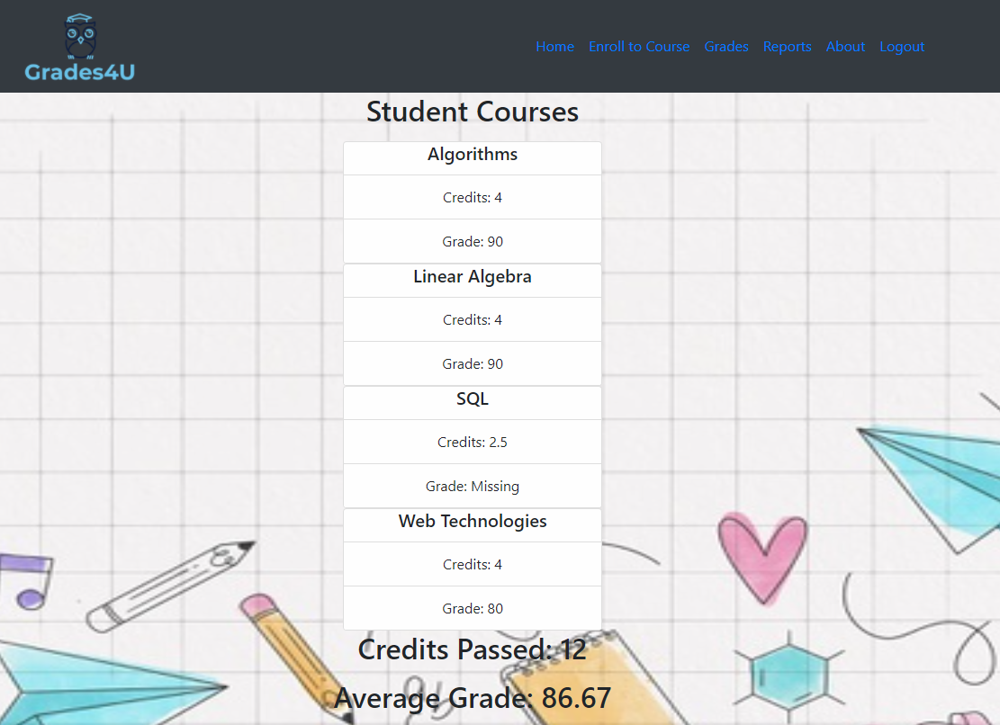 Grades4U
Home Enroll to Course Grades Reports About Logout
Student Courses
Algorithms
Credits: 4
Grade: 90
Linear Algebra
Credits: 4
Grade: 90
SQL
Credits: 2.5
Grade: Missing
Web Technologies
Credits: 4
Grade: 80
Credits Passed: 12
Average Grade: 86.67